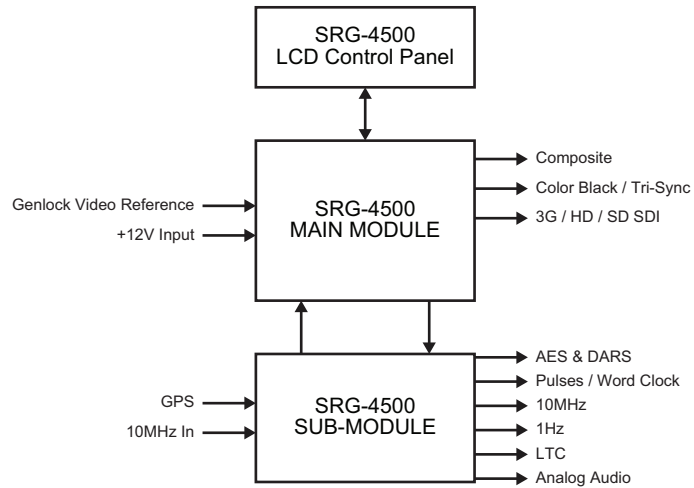 SRG-4500
LCD Control Panel
Genlock Video Reference
+12V Input
SRG-4500
MAIN MODULE
Composite
Color Black / Tri-Sync
3G / HD / SD SDI
GPS
10MHz In
SRG-4500
SUB-MODULE
AES & DARS
Pulses / Word Clock
10MHz
1Hz
LTC
Analog Audio